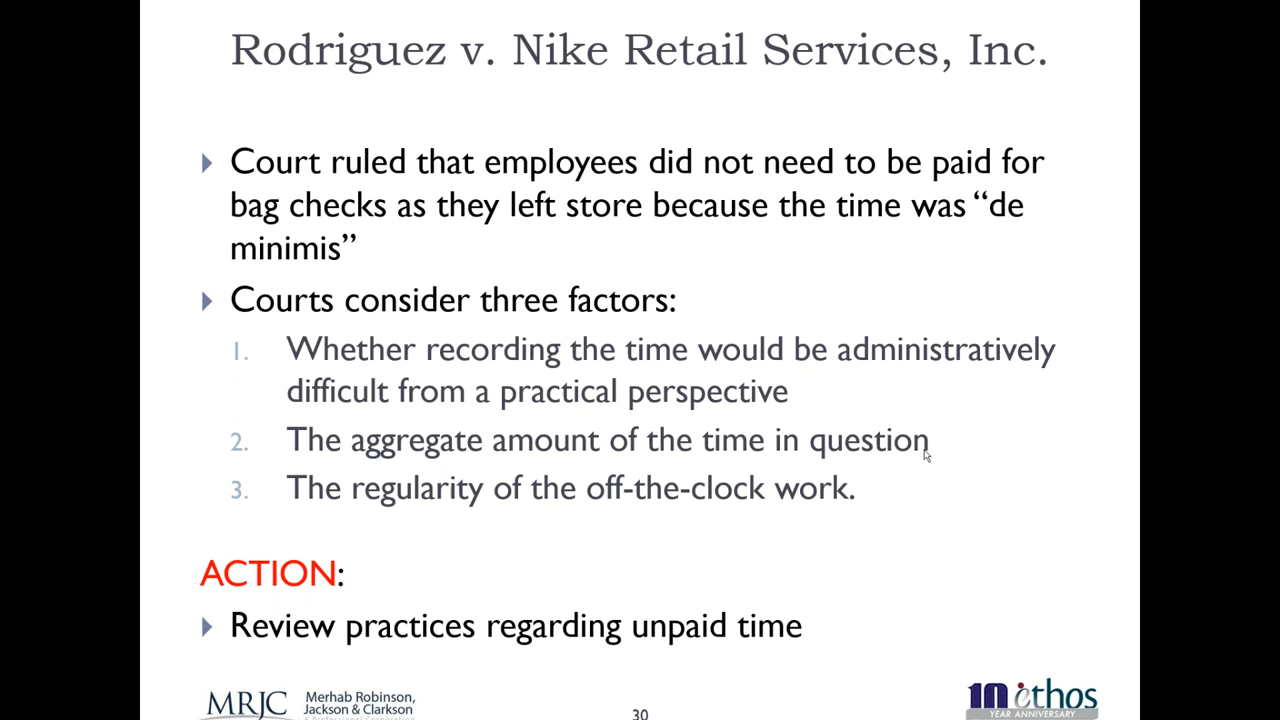 Rodriguez v. Nike Retail Services, Inc.
Court ruled that employees did not need to be paid for
bag checks as they left store because the time was “de
minimis”
Courts consider three factors:
1. Whether recording the time would be administratively
difficult from a practical perspective
2. The aggregate amount of the time in question
3. The regularity of the off-the-clock work.
ACTION:
Review practices regarding unpaid time
MRJC
Merhab Robinson,
Jackson & Clarkson
A Professional Corporation
30
10 ethos
YEAR ANNIVERSARY